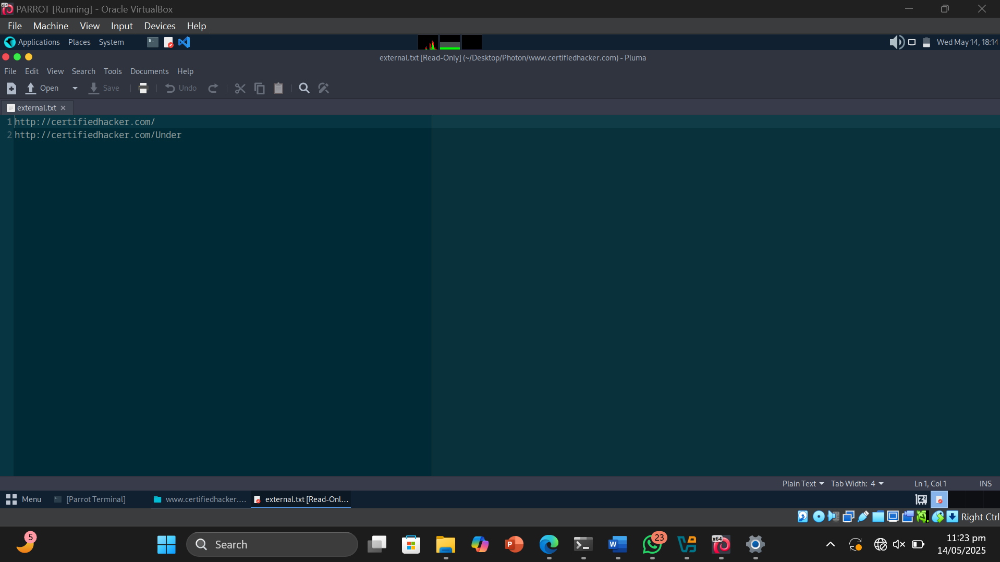 PARROT [Running] - Oracle VirtualBox
File Machine View Input Devices Help
Applications Places System
Wed May 14, 18:14
external.txt [Read-Only] (~/Desktop/Photon/www.certifiedhacker.com) - Pluma
File Edit View Search Tools Documents Help
Open Save Undo
external.txt
1 http://certifiedhacker.com/
2 http://certifiedhacker.com/Under
Plain Text Tab Width: 4 Ln 1, Col 1 INS
Menu [Parrot Terminal] www.certifiedhacker.... external.txt [Read-Onl...
Right Ctrl
5
Search
23
x64
11:23 pm
14/05/2025